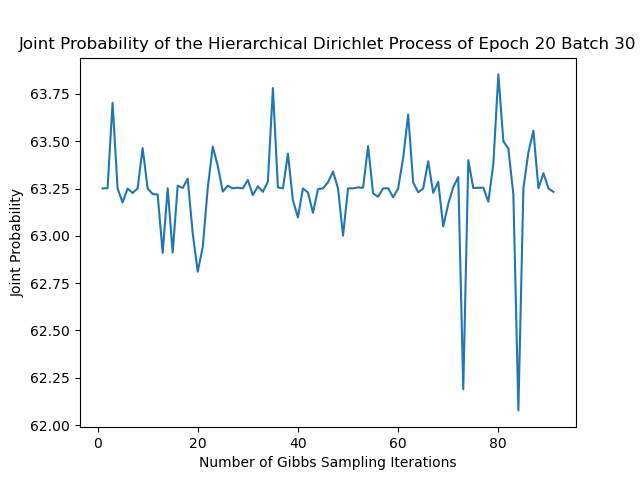 Joint Probability of the Hierarchical Dirichlet Process of Epoch 20 Batch 30
63.75
63.50
63.25
63.00
62.75
62.50
62.25
62.00
Joint Probability
0 20 40 60 80
Number of Gibbs Sampling Iterations